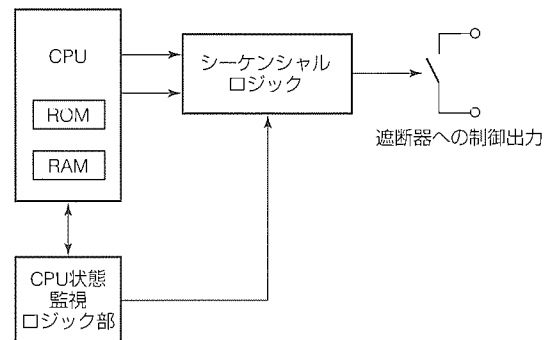 CPU
ROM
RAM
シーケンシャル
ロジック
遮断器への制御出力
CPU状態
監視
ロジック部